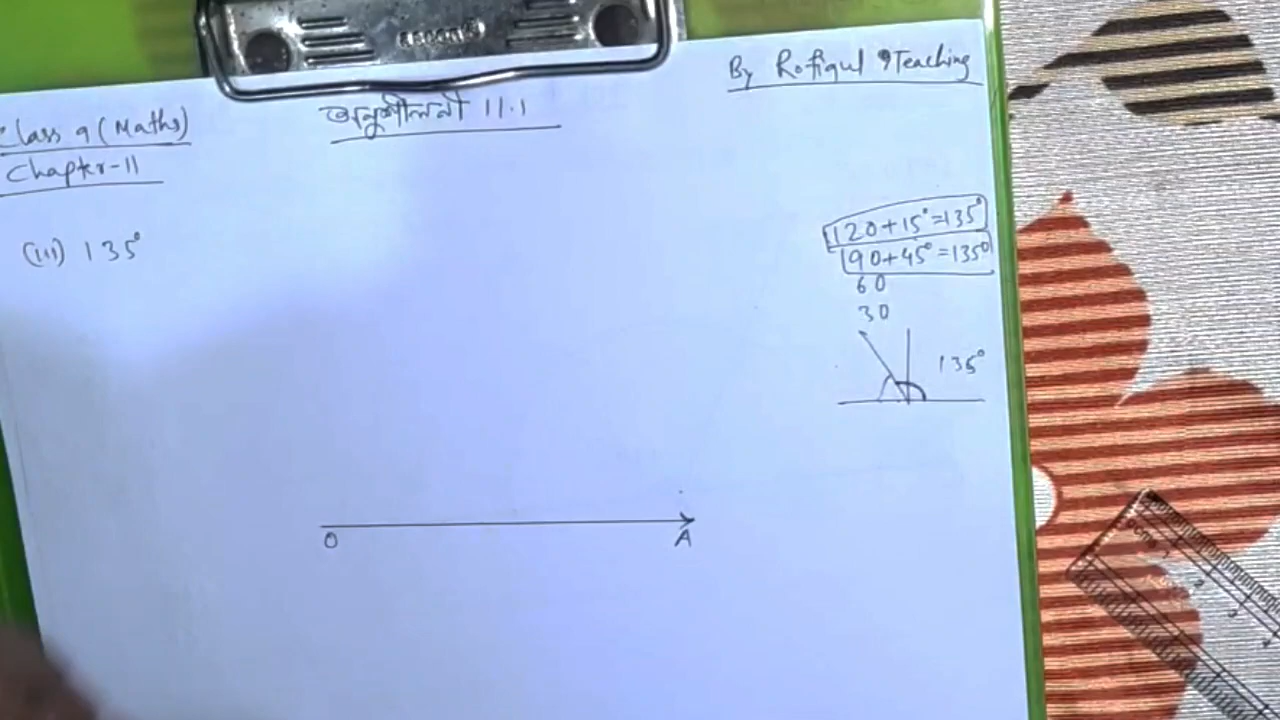 By Rofiqul Teaching
অনুশীলনী 11.1
Class 9 (Maths)
Chapter-11
(iii) 135°
120+15°=135°
90+45°=135°
60
30
135°
O A